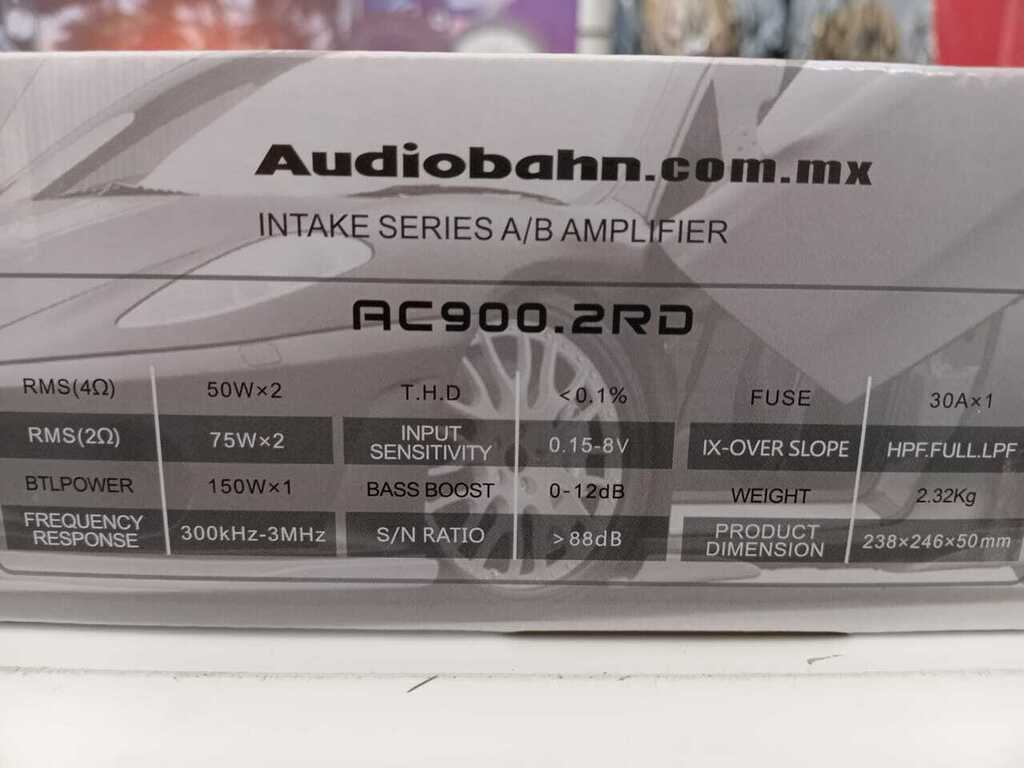 Audiobahn.com.mx
INTAKE SERIES A/B AMPLIFIER
AC900.2RD
RMS(4Ω) 50W×2
RMS(2Ω) 75W×2
BTLPOWER 150W×1
FREQUENCY
RESPONSE 300kHz-3MHz
T.H.D <0.1%
INPUT
SENSITIVITY 0.15-8V
BASS BOOST 0-12dB
S/N RATIO >88dB
FUSE 30A×1
IX-OVER SLOPE HPF.FULL.LPF
WEIGHT 2.32Kg
PRODUCT
DIMENSION 238×246×50mm